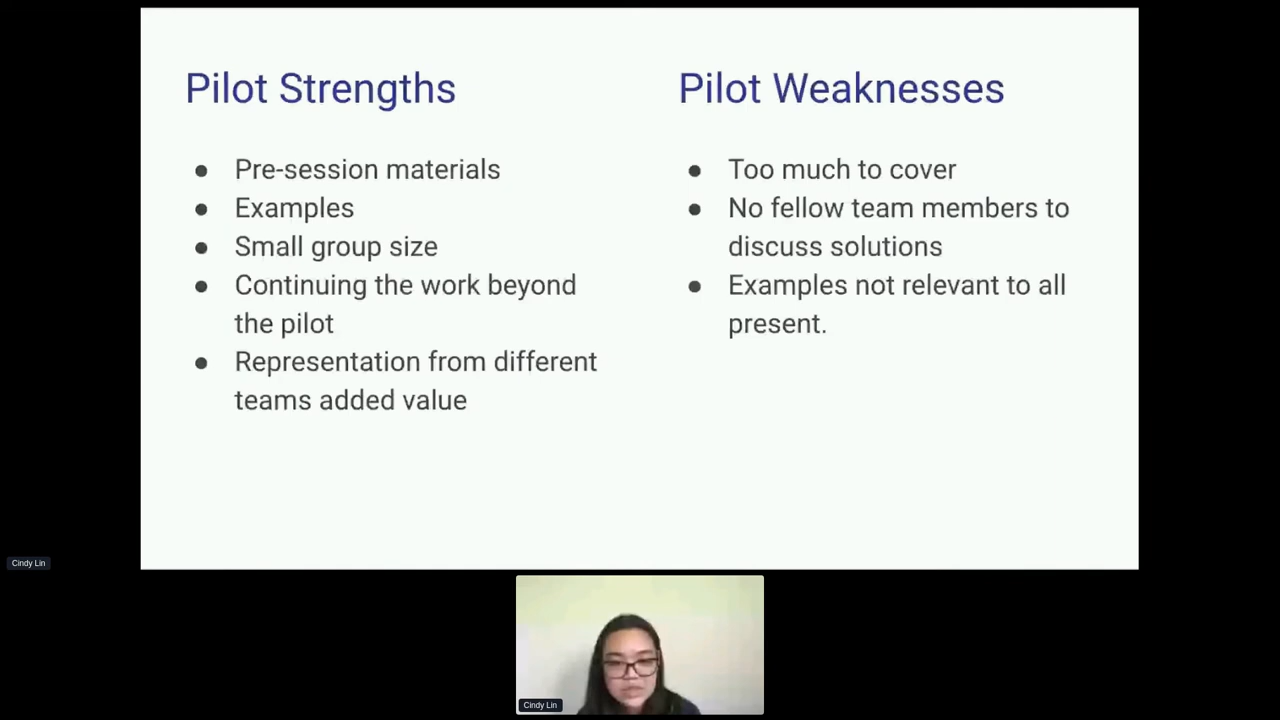 Pilot Strengths
Pre-session materials
Examples
Small group size
Continuing the work beyond
the pilot
Representation from different
teams added value
Pilot Weaknesses
Too much to cover
No fellow team members to
discuss solutions
Examples not relevant to all
present.
Cindy Lin
Cindy Lin